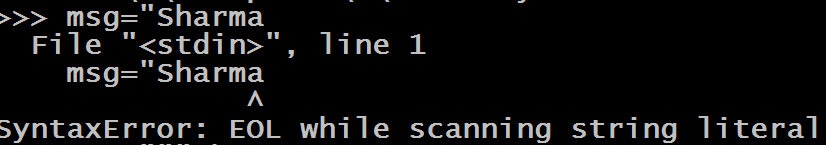 >>> msg="Sharma
  File "<stdin>", line 1
    msg="Sharma
              ^
SyntaxError: EOL while scanning string literal